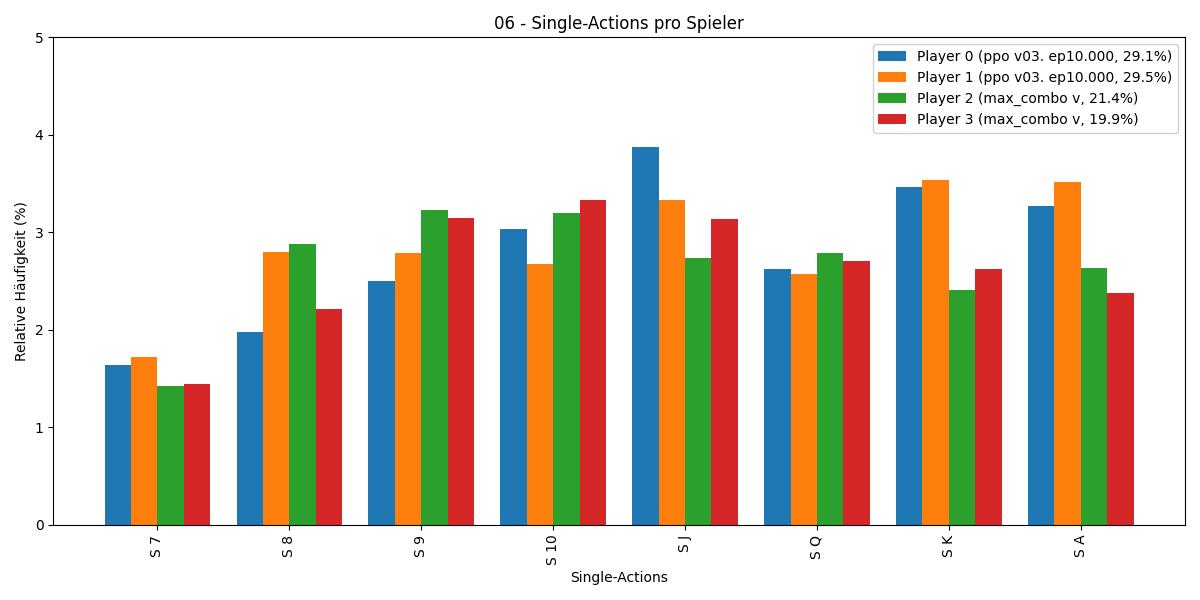 06 - Single-Actions pro Spieler
Player 0 (ppo v03. ep10.000, 29.1%)
Player 1 (ppo v03. ep10.000, 29.5%)
Player 2 (max_combo v, 21.4%)
Player 3 (max_combo v, 19.9%)
Relative Häufigkeit (%)
5
4
3
2
1
0
S 7
S 8
S 9
S 10
S J
S Q
S K
S A
Single-Actions